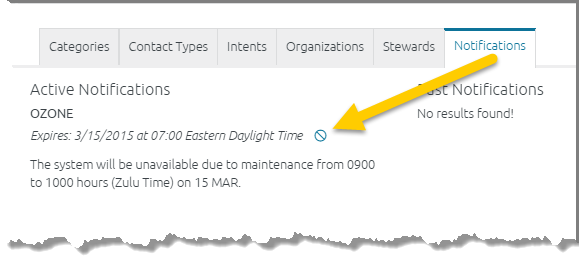 Categories
Contact Types
Intents
Organizations
Stewards
Notifications
Active Notifications
OZONE
Expires: 3/15/2015 at 07:00 Eastern Daylight Time
The system will be unavailable due to maintenance from 0900
to 1000 hours (Zulu Time) on 15 MAR.
Past Notifications
No results found!